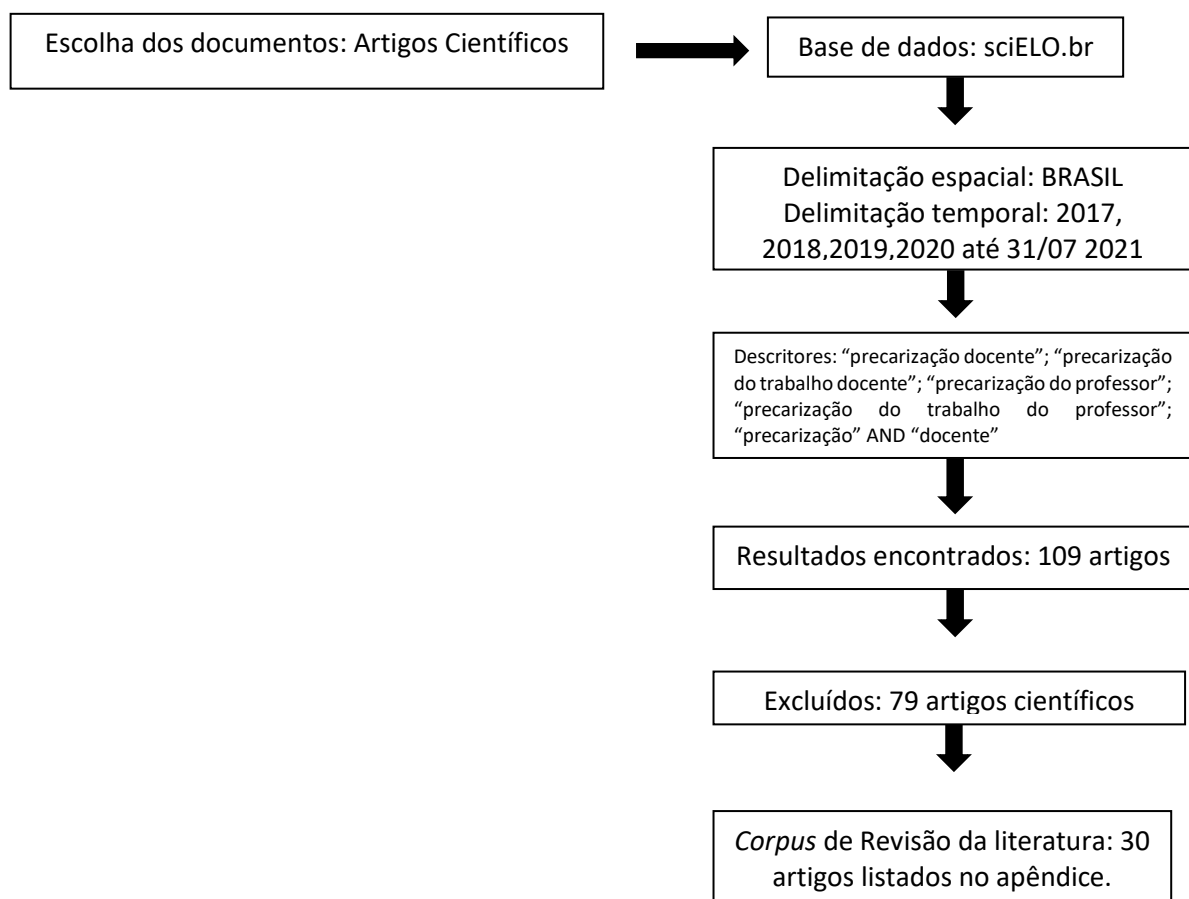 Escolha dos documentos: Artigos Científicos
Base de dados: sciELO.br
Delimitação espacial: BRASIL
Delimitação temporal: 2017,
2018,2019,2020 até 31/07 2021
Descritores: “precarização docente”; “precarização
do trabalho docente”; “precarização do professor”;
“precarização do trabalho do professor”;
“precarização” AND “docente”
Resultados encontrados: 109 artigos
Excluídos: 79 artigos científicos
Corpus de Revisão da literatura: 30
artigos listados no apêndice.